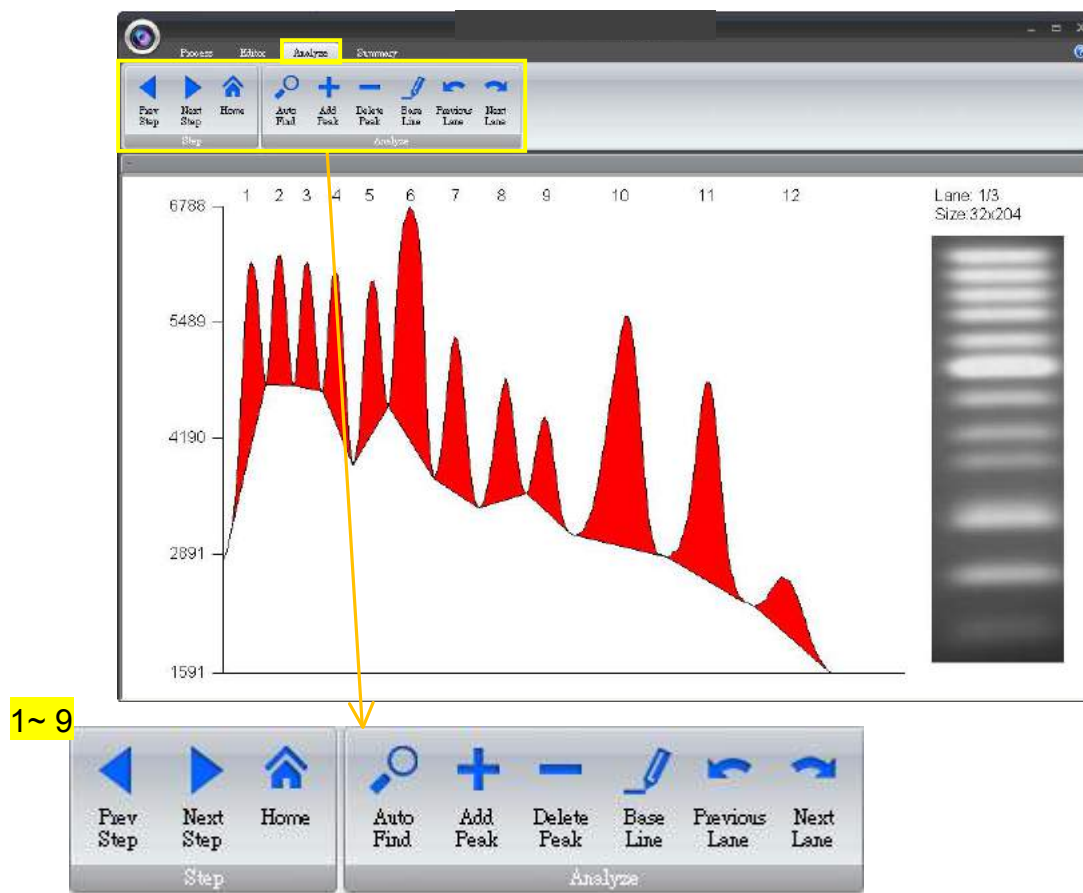 Process Editor Analyze Summary
Prev Step
Next Step
Home
Auto Find
Add Peak
Delete Peak
Base Line
Previous Lane
Next Lane
Step
Analyze
1 2 3 4 5 6 7 8 9 10 11 12
6788
5489
4190
2891
1591
Lane: 1/3
Size:32x204
1~ 9
Prev
Step
Next
Step
Home
Auto
Find
Add
Peak
Delete
Peak
Base
Line
Previous
Lane
Next
Lane
Step
Analyze